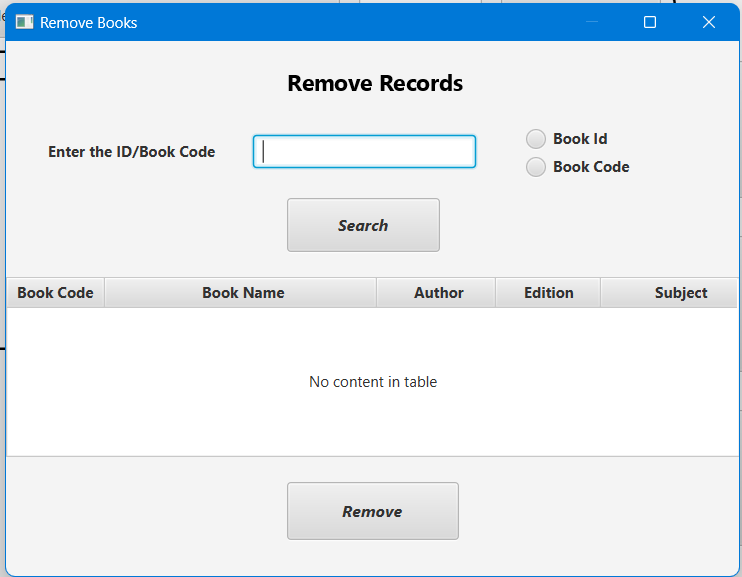 Remove Books
Remove Records
Enter the ID/Book Code
Book Id
Book Code
Search
Book Code Book Name Author Edition Subject
No content in table
Remove